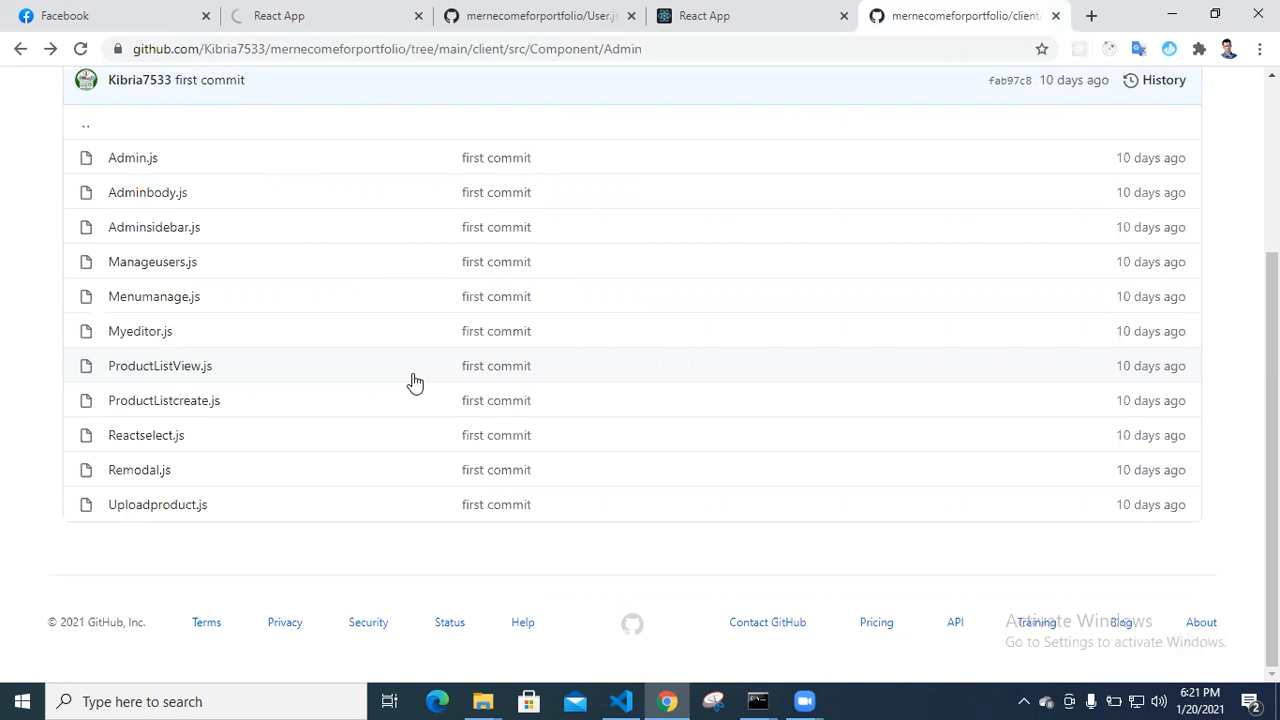 Facebook
React App
mernecomeforportfolio/User.js
React App
mernecomeforportfolio/client/
github.com/Kibria7533/mernecomeforportfolio/tree/main/client/src/Component/Admin
Kibria7533 first commit
fab97c8 10 days ago History
..
Admin.js first commit 10 days ago
Adminbody.js first commit 10 days ago
Adminsidebar.js first commit 10 days ago
Manageusers.js first commit 10 days ago
Menumanage.js first commit 10 days ago
Myeditor.js first commit 10 days ago
ProductListView.js first commit 10 days ago
ProductListcreate.js first commit 10 days ago
Reactselect.js first commit 10 days ago
Remodal.js first commit 10 days ago
Uploadproduct.js first commit 10 days ago
© 2021 GitHub, Inc. Terms Privacy Security Status Help Contact GitHub Pricing API Training Blog About
Activate Windows
Go to Settings to activate Windows.
Type here to search
6:21 PM
1/20/2021
2